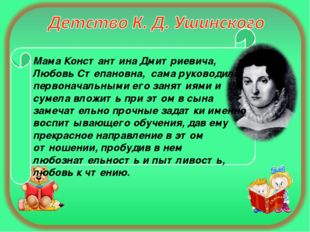 Детство К. Д. Ушинского
Мама Константина Дмитриевича,
Любовь Степановна, сама руководила
первоначальными его занятиями и
сумела вложить при этом в сына
замечательно прочные задатки именно
воспитывающего обучения, дав ему
прекрасное направление в этом
отношении, пробудив в нем
любознательность и пытливость,
любовь к чтению.